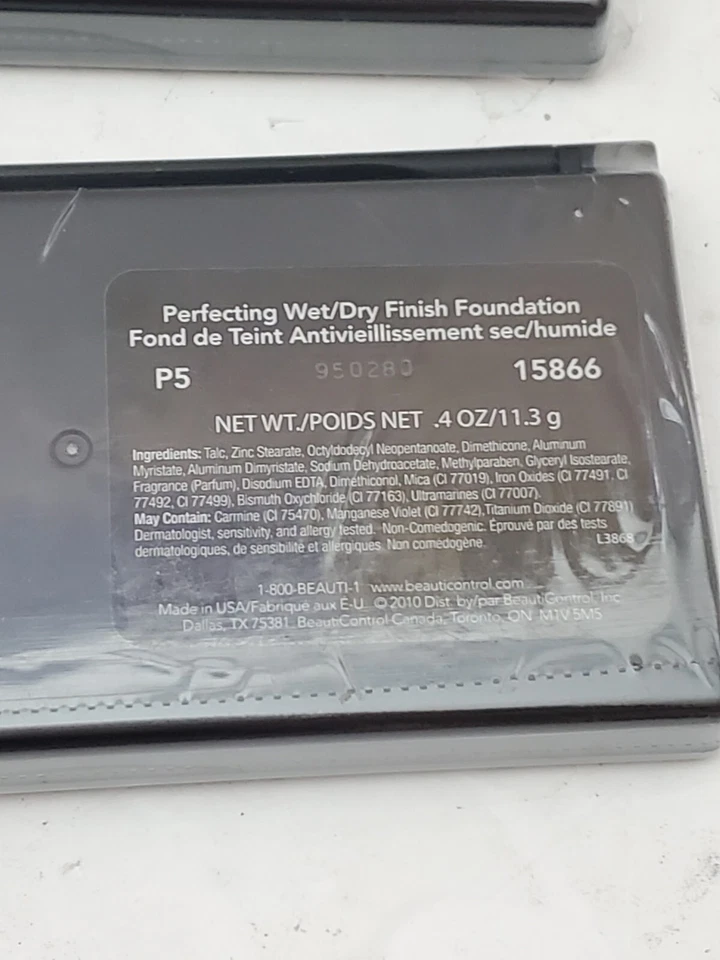 Perfecting Wet/Dry Finish Foundation
Fond de Teint Antivieillissement sec/humide
P5 950280 15866
NET WT./POIDS NET .4 OZ/11.3 g
Ingredients: Talc, Zinc Stearate, Octyldodecyl Neopentanoate, Dimethicone, Aluminum
Myristate, Aluminum Dimyristate, Sodium Dehydroacetate, Methylparaben, Glyceryl Isostearate,
Fragrance (Parfum), Disodium EDTA, Dimethiconol, Mica (CI 77019), Iron Oxides (CI 77491, CI
77492, CI 77499), Bismuth Oxychloride (CI 77163), Ultramarines (CI 77007).
May Contain: Carmine (CI 75470), Manganese Violet (CI 77742),Titanium Dioxide (CI 77891)
Dermatologist, sensitivity, and allergy tested. Non-Comedogenic. Éprouvé par des tests
dermatologiques, de sensibilité et allergiques. Non comédogène. L3868
1-800-BEAUTI-1 www.beauticontrol.com
Made in USA/Fabriqué aux É-U. ©2010 Dist. by/par BeautiControl, Inc.
Dallas, TX 75381. BeautiControl Canada, Toronto, ON M1V 5M5